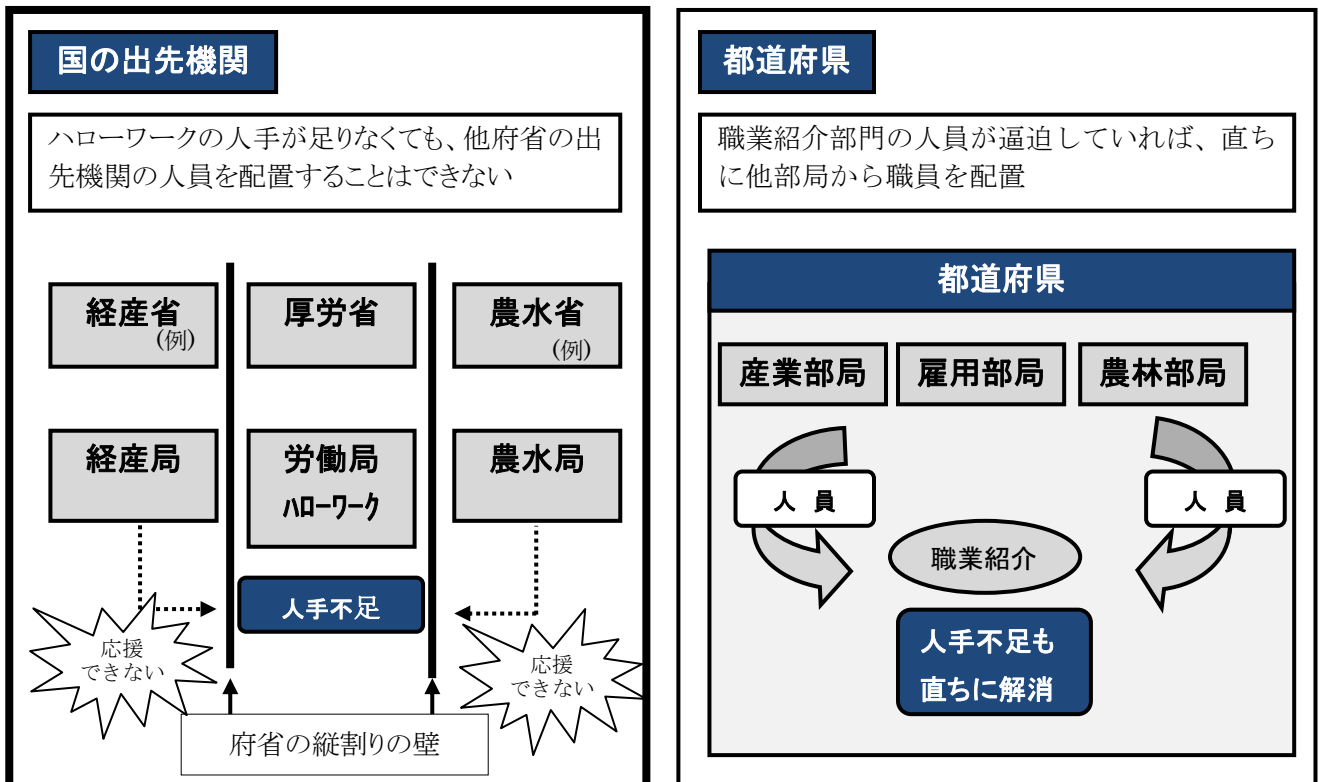 国の出先機関
ハローワークの人手が足りなくても、他府省の出
先機関の人員を配置することはできない
経産省
(例)
厚労省
農水省
(例)
経産局
労働局
ﾊﾛｰﾜｰｸ
農水局
人手不足
応援
できない
応援
できない
府省の縦割りの壁
都道府県
職業紹介部門の人員が逼迫していれば、直ち
に他部局から職員を配置
都道府県
産業部局
雇用部局
農林部局
人 員
人 員
職業紹介
人手不足も
直ちに解消